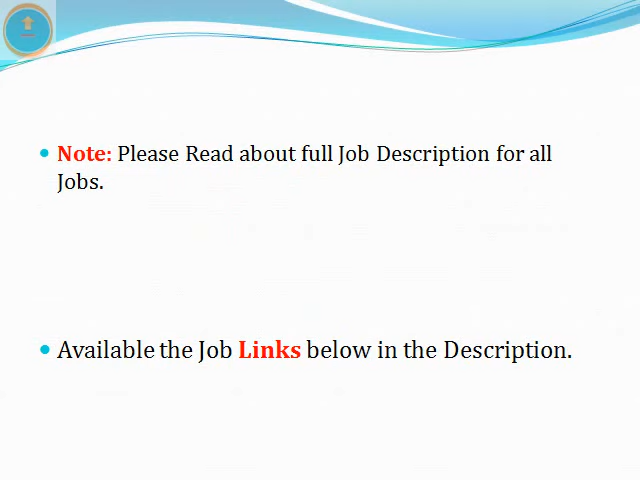 Note: Please Read about full Job Description for all
Jobs.
Available the Job Links below in the Description.